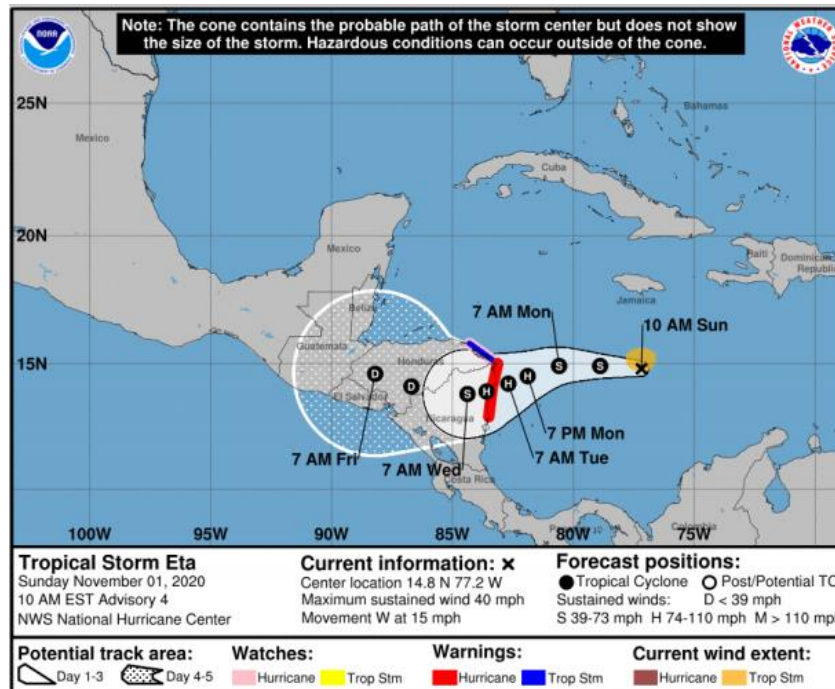 Note: The cone contains the probable path of the storm center but does not show
the size of the storm. Hazardous conditions can occur outside of the cone.
NOAA
25N
Mexico
Bahamas
Cuba
20N
Mexico
Haiti
Dominican
Republic
Jamaica
Belize
7 AM Mon
10 AM Sun
Guatemala
15N
Honduras
H
H
H
S
S
S
D
D
El Salvador
Nicaragua
7 PM Mon
7 AM Fri
7 AM Wed
7 AM Tue
Costa Rica
Colombia
100W 95W 90W 85W 80W 75W
Tropical Storm Eta
Sunday November 01, 2020
10 AM EST Advisory 4
NWS National Hurricane Center
Current information: ×
Center location 14.8 N 77.2 W
Maximum sustained wind 40 mph
Movement W at 15 mph
Forecast positions:
Tropical Cyclone Post/Potential TC
Sustained winds: D < 39 mph
S 39-73 mph H 74-110 mph M > 110 mph
Potential track area:
Day 1-3 Day 4-5
Watches:
Hurricane Trop Stm
Warnings:
Hurricane Trop Stm
Current wind extent:
Hurricane Trop Stm